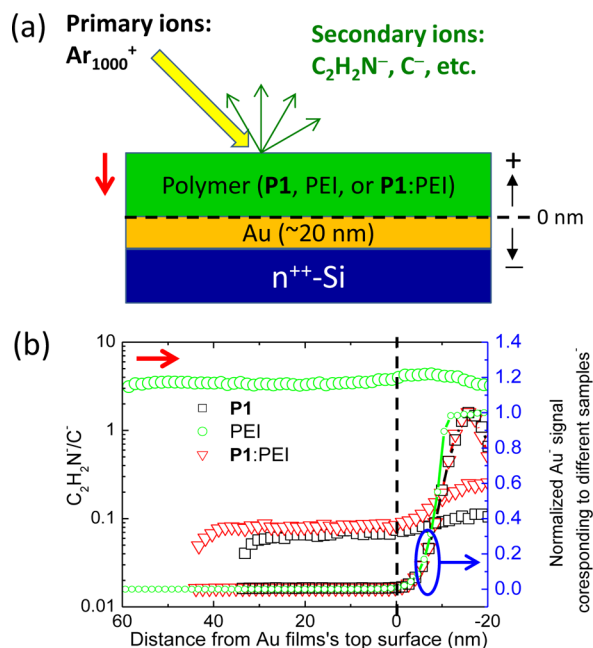 (a)
Primary ions:
Ar₁₀₀₀⁺
Secondary ions:
C₂H₂N⁻, C⁻, etc.
Polymer (P1, PEI, or P1:PEI)
+
0 nm
Au (~20 nm)
−
n⁺⁺-Si
(b)
10
1
0.1
0.01
C₂H₂N⁻/C⁻
P1
PEI
P1:PEI
1.4
1.2
1.0
0.8
0.6
0.4
0.2
0.0
Normalized Au⁻ signal
coresponding to different samples⁻
60 40 20 0 -20
Distance from Au films's top surface (nm)